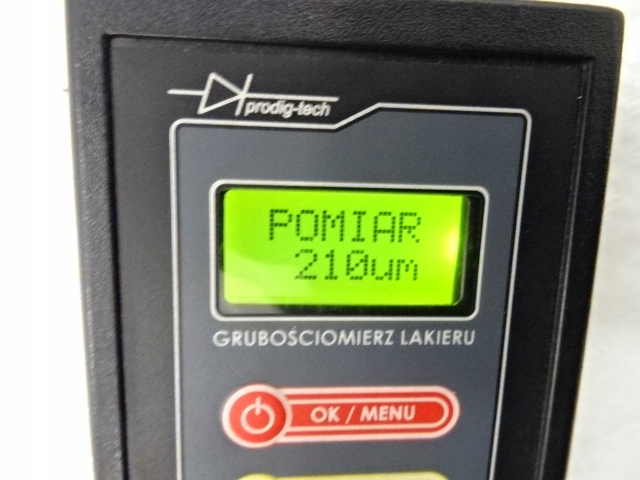 prodig-tech
POMIAR
210um
GRUBOŚCIOMIERZ LAKIERU
OK / MENU